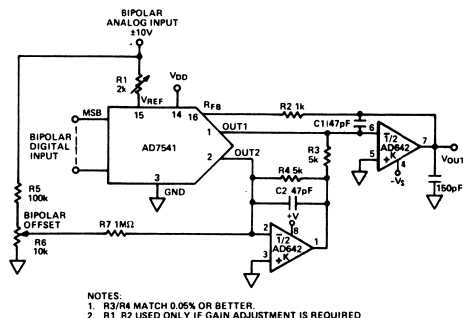 BIPOLAR
ANALOG INPUT
±10V
R1
2k
VDD
VREF
RFB
R2 1k
C1 47pF
MSB
15
14
16
1
OUT1
6
7
VOUT
BIPOLAR
DIGITAL
INPUT
AD7541
2
OUT2
R3
5k
1/2
AD642
+K
5
4
-VS
3
GND
R4 5k
C2 47pF
150pF
R5
100k
BIPOLAR
OFFSET
R7 1MΩ
+V
8
2
1/2
AD642
+K
1
3
R6
10k
NOTES:
1. R3/R4 MATCH 0.05% OR BETTER.
2. R1, R2 USED ONLY IF GAIN ADJUSTMENT IS REQUIRED